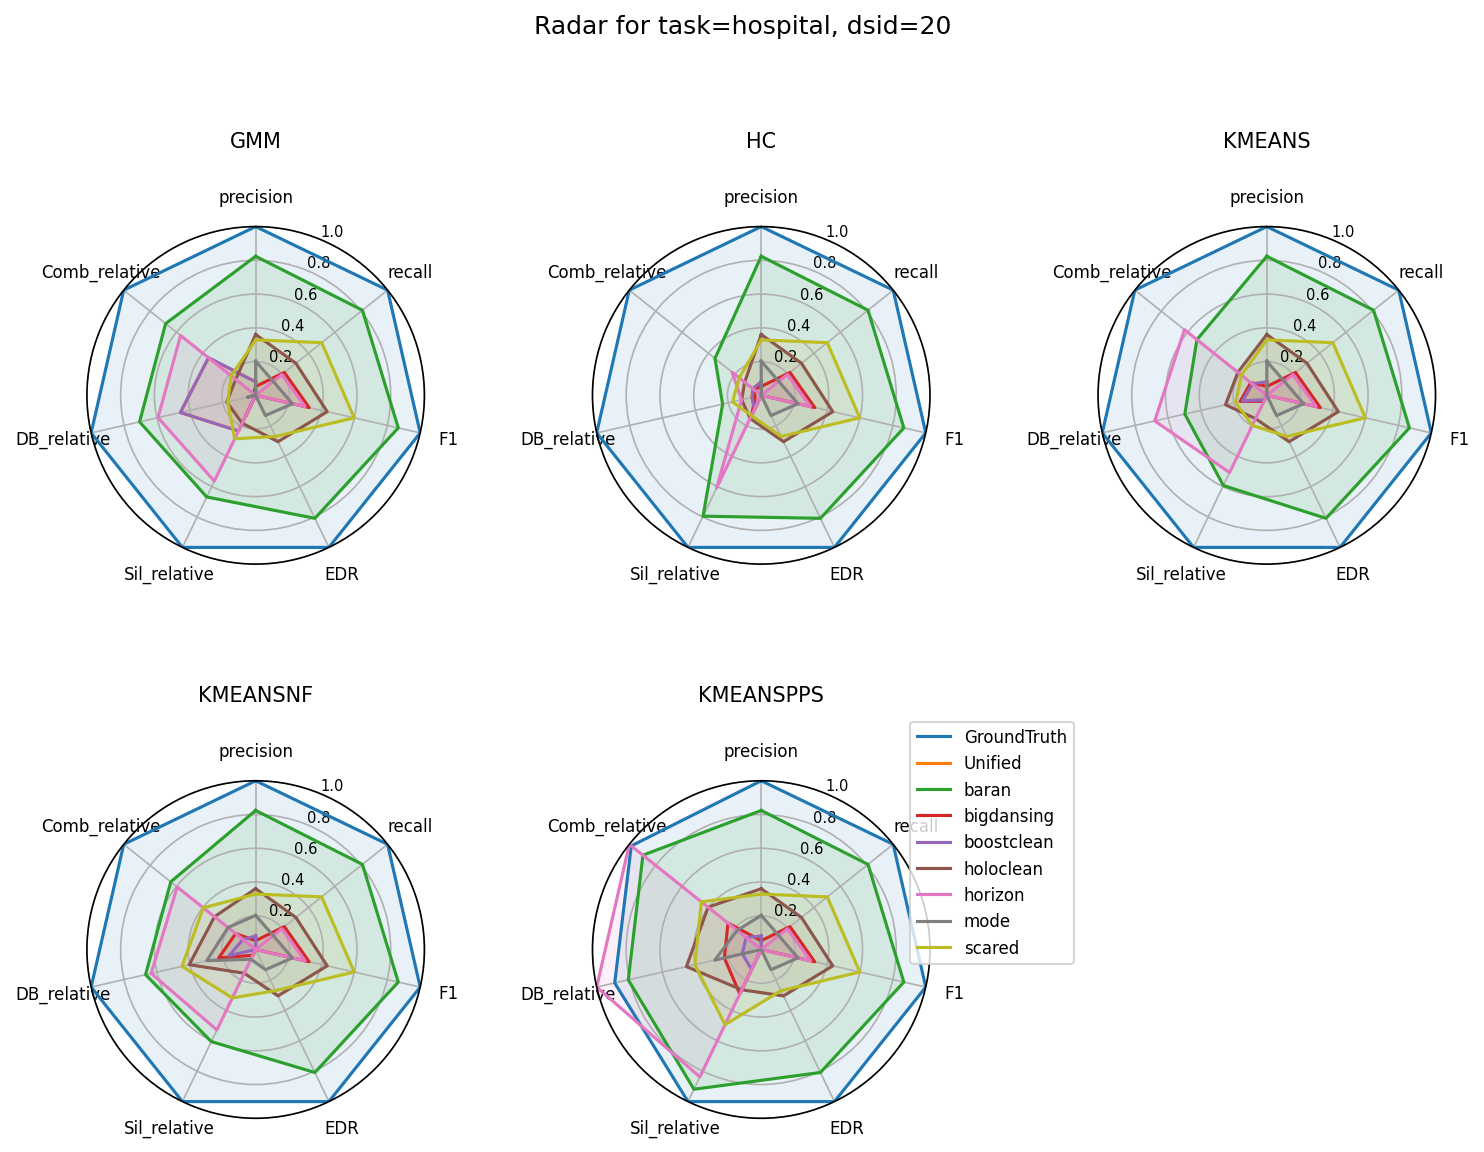 Radar for task=hospital, dsid=20
GMM
precision
recall
F1
EDR
Sil_relative
DB_relative
Comb_relative
0.2
0.4
0.6
0.8
1.0
HC
precision
recall
F1
EDR
Sil_relative
DB_relative
Comb_relative
0.2
0.4
0.6
0.8
1.0
KMEANS
precision
recall
F1
EDR
Sil_relative
DB_relative
Comb_relative
0.2
0.4
0.6
0.8
1.0
KMEANSNF
precision
recall
F1
EDR
Sil_relative
DB_relative
Comb_relative
0.2
0.4
0.6
0.8
1.0
KMEANSPPS
precision
recall
F1
EDR
Sil_relative
DB_relative
Comb_relative
0.2
0.4
0.6
0.8
1.0
GroundTruth
Unified
baran
bigdansing
boostclean
holoclean
horizon
mode
scared